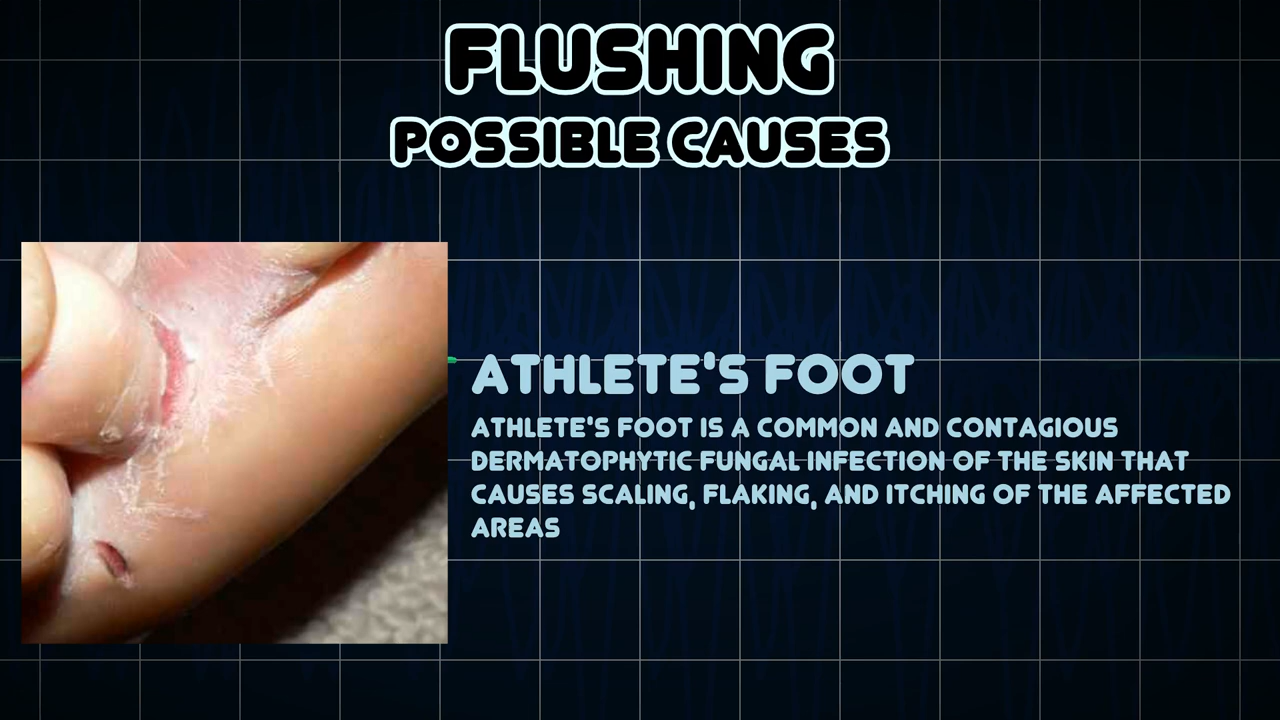 FLUSHING
POSSIBLE CAUSES
ATHLETE'S FOOT
ATHLETE'S FOOT IS A COMMON AND CONTAGIOUS
DERMATOPHYTIC FUNGAL INFECTION OF THE SKIN THAT
CAUSES SCALING, FLAKING, AND ITCHING OF THE AFFECTED
AREAS